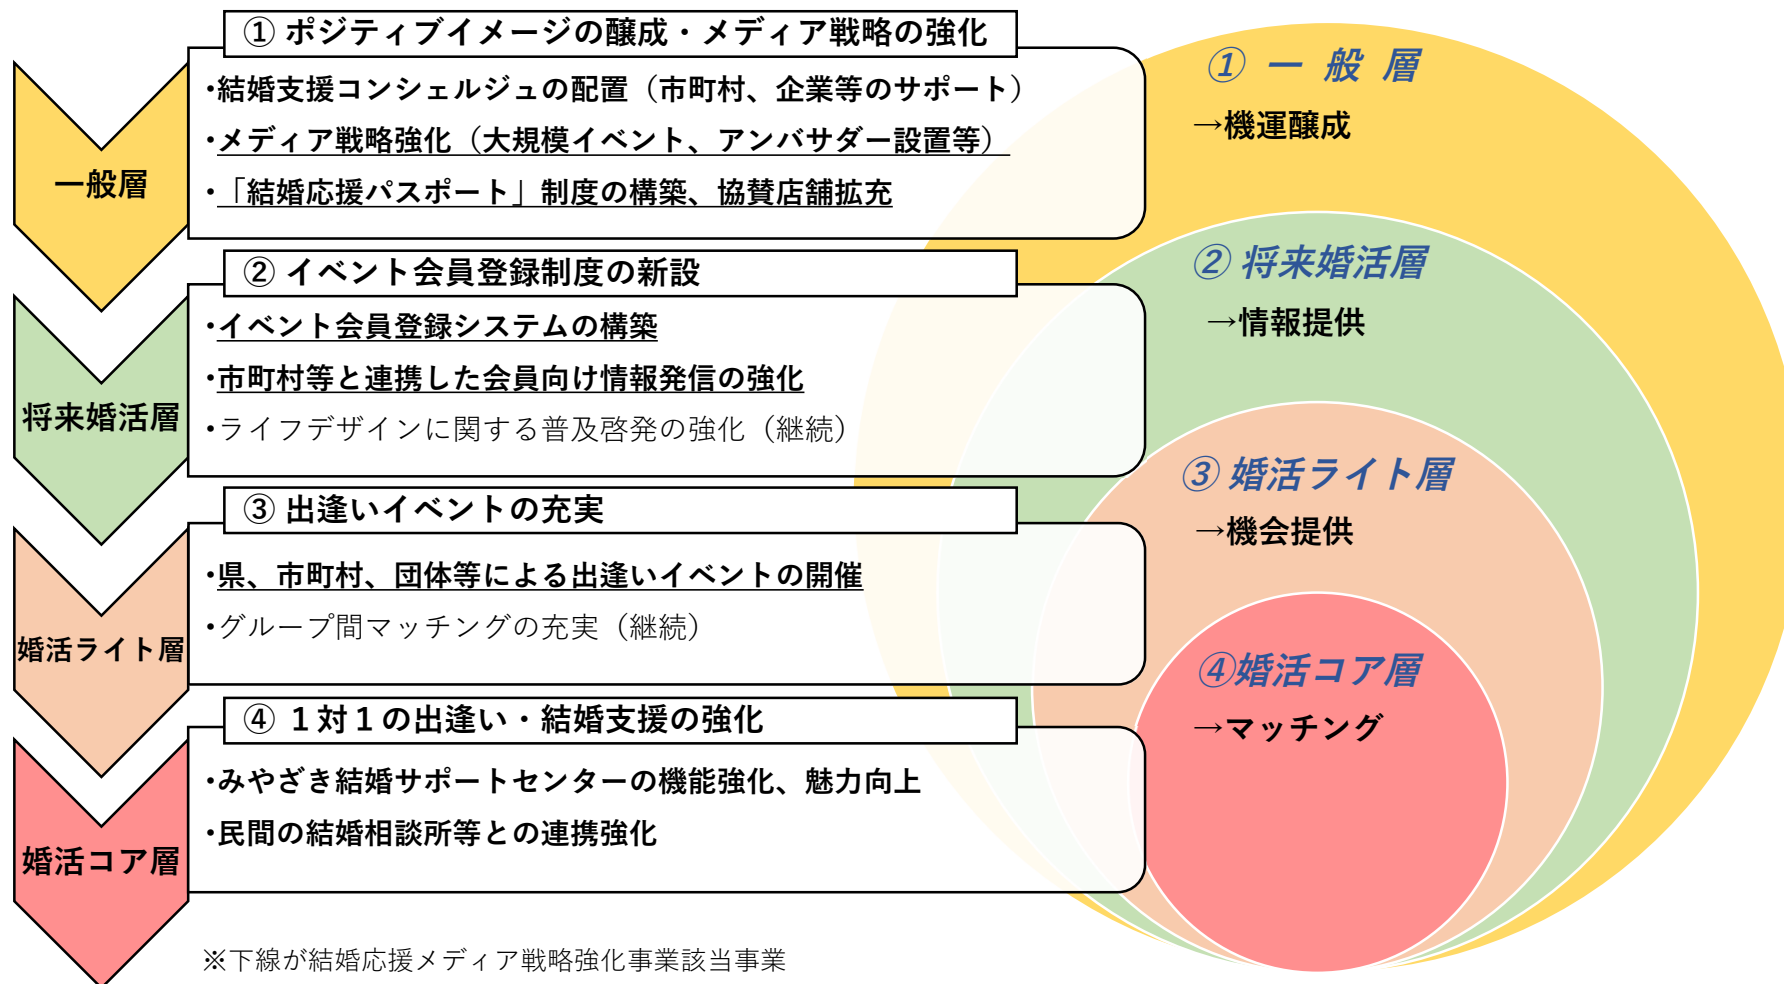 ① ポジティブイメージの醸成・メディア戦略の強化
一般層
・結婚支援コンシェルジュの配置（市町村、企業等のサポート）
・メディア戦略強化（大規模イベント、アンバサダー設置等）
・「結婚応援パスポート」制度の構築、協賛店舗拡充
② イベント会員登録制度の新設
将来婚活層
・イベント会員登録システムの構築
・市町村等と連携した会員向け情報発信の強化
・ライフデザインに関する普及啓発の強化（継続）
③ 出逢いイベントの充実
婚活ライト層
・県、市町村、団体等による出逢いイベントの開催
・グループ間マッチングの充実（継続）
④ １対１の出逢い・結婚支援の強化
婚活コア層
・みやざき結婚サポートセンターの機能強化、魅力向上
・民間の結婚相談所等との連携強化
※下線が結婚応援メディア戦略強化事業該当事業
① 一 般 層
→機運醸成
② 将来婚活層
→情報提供
③ 婚活ライト層
→機会提供
④婚活コア層
→マッチング